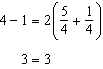 4 − 1 = 2(5/4 + 1/4)
3 = 3